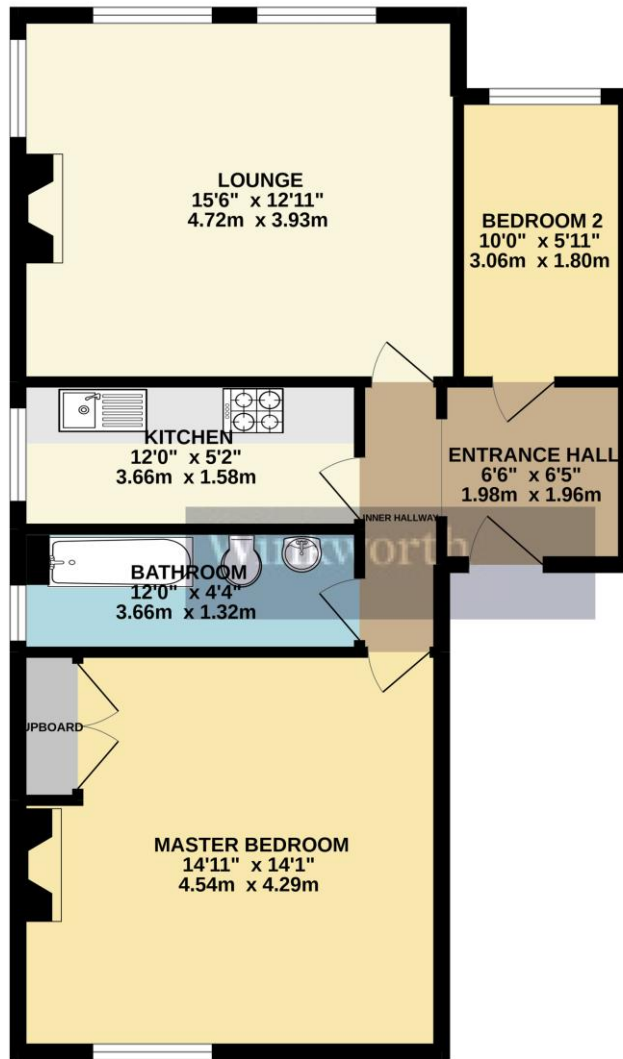 LOUNGE
15'6" x 12'11"
4.72m x 3.93m
BEDROOM 2
10'0" x 5'11"
3.06m x 1.80m
KITCHEN
12'0" x 5'2"
3.66m x 1.58m
ENTRANCE HALL
6'6" x 6'5"
1.98m x 1.96m
INNER HALLWAY
Winkworth
BATHROOM
12'0" x 4'4"
3.66m x 1.32m
UPBOARD
MASTER BEDROOM
14'11" x 14'1"
4.54m x 4.29m